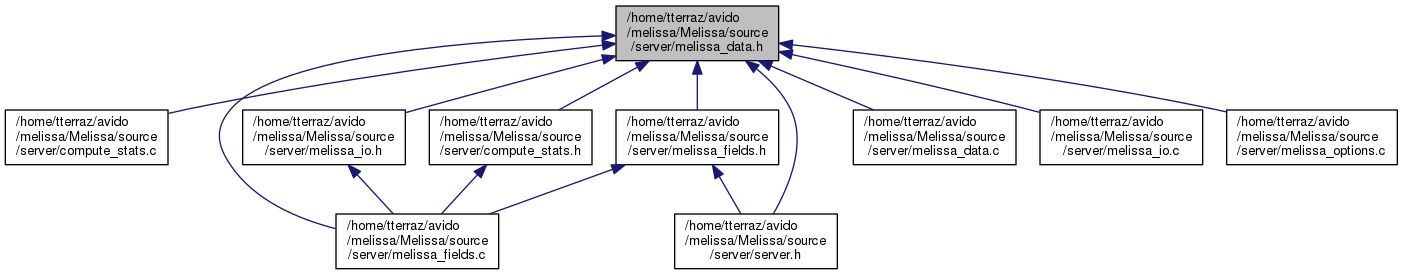 /home/tterraz/avido
/melissa/Melissa/source
/server/melissa_data.h
/home/tterraz/avido
/melissa/Melissa/source
/server/compute_stats.c
/home/tterraz/avido
/melissa/Melissa/source
/server/melissa_io.h
/home/tterraz/avido
/melissa/Melissa/source
/server/compute_stats.h
/home/tterraz/avido
/melissa/Melissa/source
/server/melissa_fields.h
/home/tterraz/avido
/melissa/Melissa/source
/server/melissa_data.c
/home/tterraz/avido
/melissa/Melissa/source
/server/melissa_io.c
/home/tterraz/avido
/melissa/Melissa/source
/server/melissa_options.c
/home/tterraz/avido
/melissa/Melissa/source
/server/melissa_fields.c
/home/tterraz/avido
/melissa/Melissa/source
/server/server.h